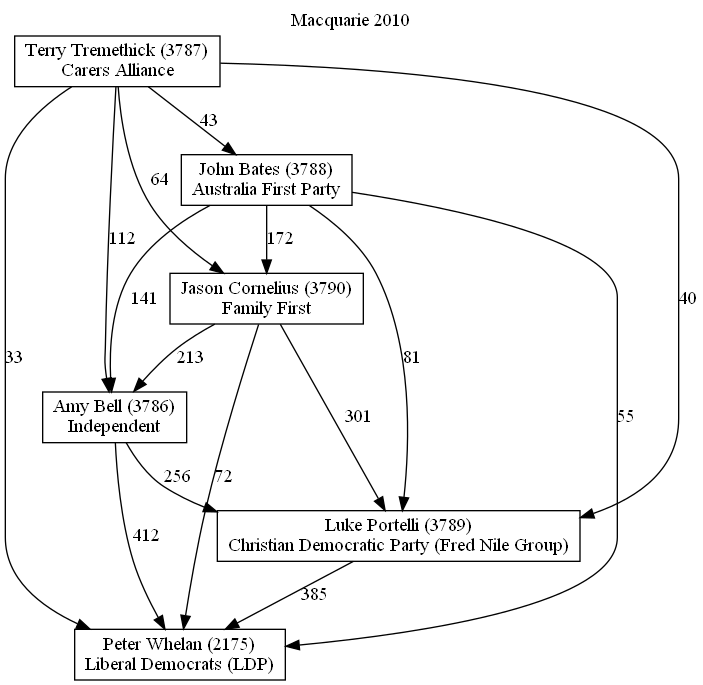 Macquarie 2010
Terry Tremethick (3787)
Carers Alliance
43
John Bates (3788)
Australia First Party
64
112
172
141
Jason Cornelius (3790)
Family First
40
33
213
81
Amy Bell (3786)
Independent
301
55
256
72
Luke Portelli (3789)
Christian Democratic Party (Fred Nile Group)
412
385
Peter Whelan (2175)
Liberal Democrats (LDP)